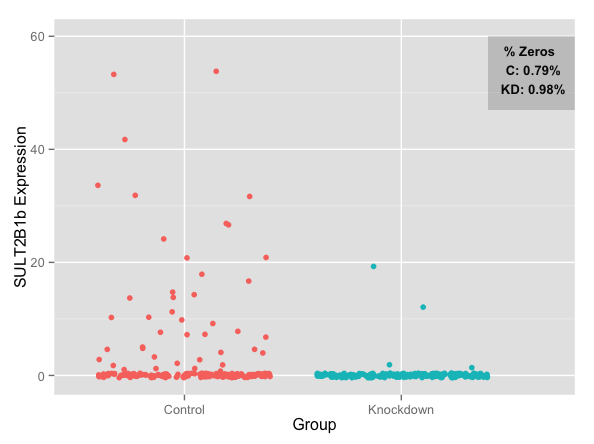 60
% Zeros
C: 0.79%
KD: 0.98%
40
SULT2B1b Expression
20
0
Control Knockdown
Group